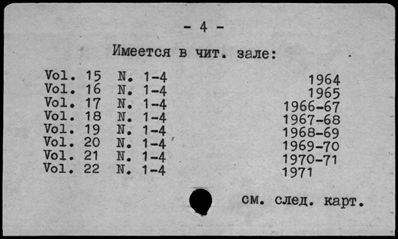 - 4 -
Имеется в чит. зале:
Vol. 15 N. 1-4 1964
Vol. 16 N. 1-4 1965
Vol. 17 N. 1-4 1966-67
Vol. 18 N. 1-4 1967-68
Vol. 19 N. 1-4 1968-69
Vol. 20 N. 1-4 1969-70
Vol. 21 N. 1-4 1970-71
Vol. 22 N. 1-4 1971
см. след. карт.